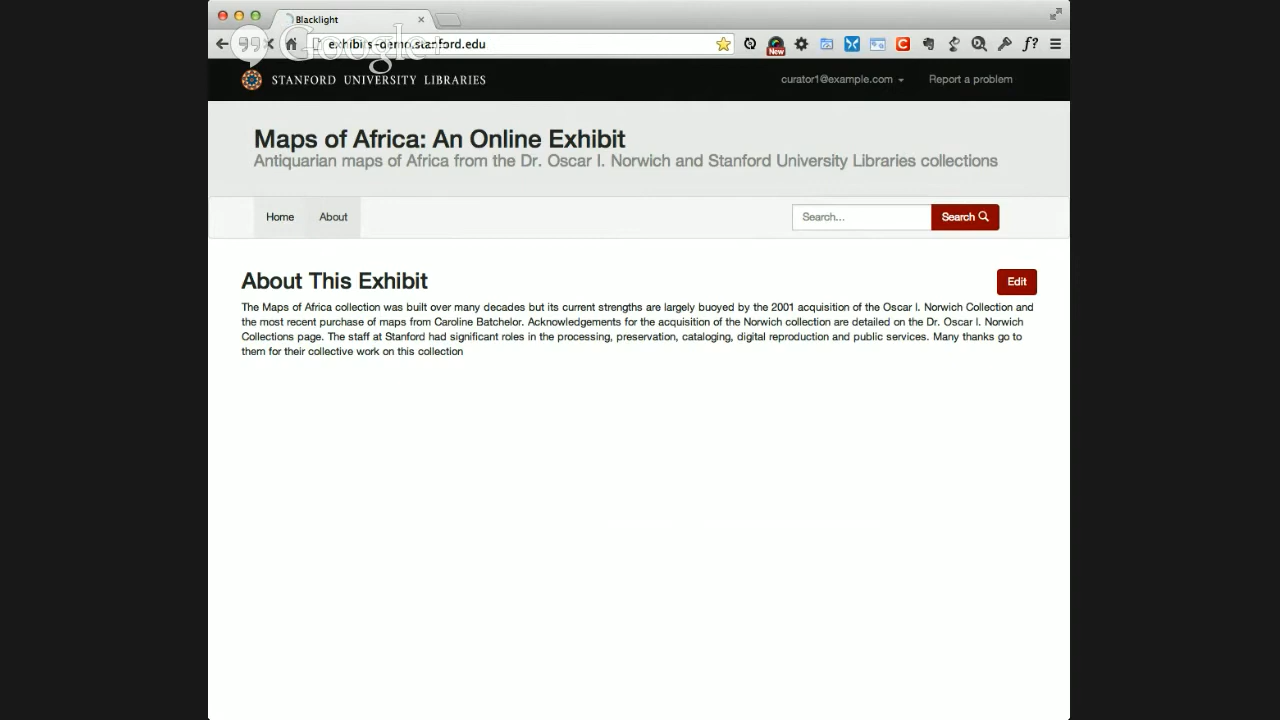 Blacklight
Google+
exhibits-demo.stanford.edu
New
f?
STANFORD UNIVERSITY LIBRARIES
curator1@example.com
Report a problem
Maps of Africa: An Online Exhibit
Antiquarian maps of Africa from the Dr. Oscar I. Norwich and Stanford University Libraries collections
Home
About
Search...
Search
About This Exhibit
Edit
The Maps of Africa collection was built over many decades but its current strengths are largely buoyed by the 2001 acquisition of the Oscar I. Norwich Collection and
the most recent purchase of maps from Caroline Batchelor. Acknowledgements for the acquisition of the Norwich collection are detailed on the Dr. Oscar I. Norwich
Collections page. The staff at Stanford had significant roles in the processing, preservation, cataloging, digital reproduction and public services. Many thanks go to
them for their collective work on this collection